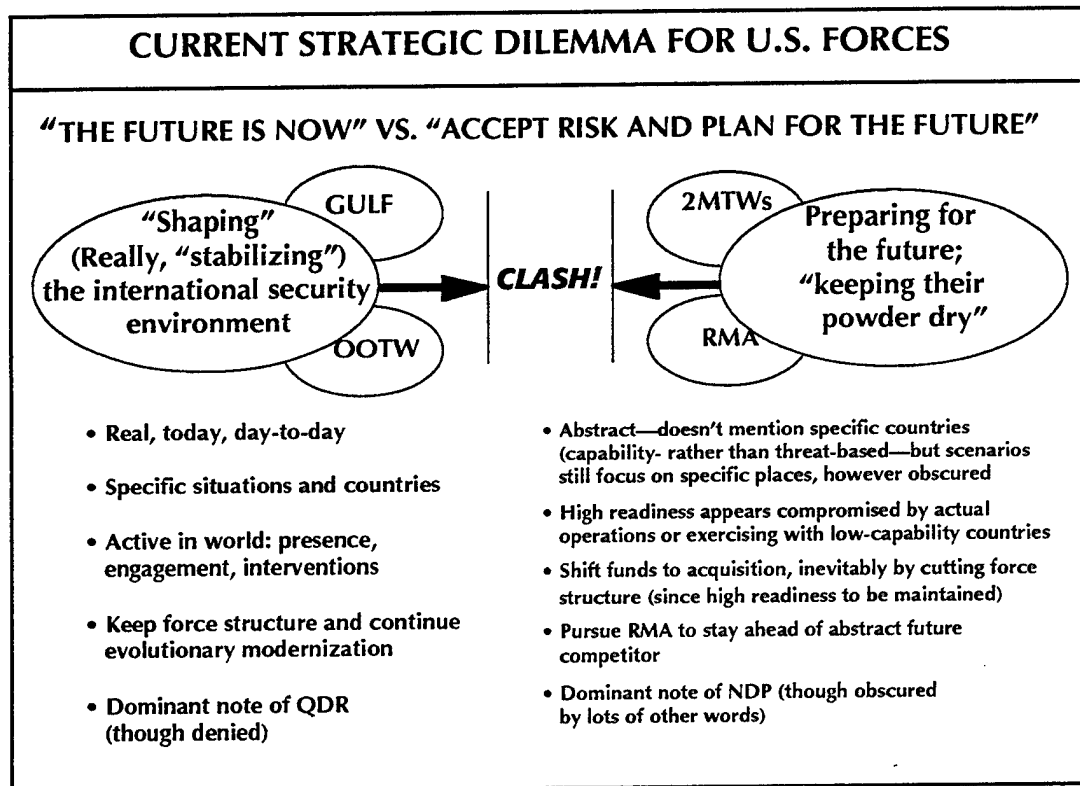 CURRENT STRATEGIC DILEMMA FOR U.S. FORCES
“THE FUTURE IS NOW” VS. “ACCEPT RISK AND PLAN FOR THE FUTURE”
GULF
“Shaping”
(Really, “stabilizing”)
the international security
environment
OOTW
CLASH!
2MTWs
Preparing for
the future;
“keeping their
powder dry”
RMA
• Real, today, day-to-day
• Specific situations and countries
• Active in world: presence,
engagement, interventions
• Keep force structure and continue
evolutionary modernization
• Dominant note of QDR
(though denied)
• Abstract—doesn’t mention specific countries
(capability- rather than threat-based—but scenarios
still focus on specific places, however obscured
• High readiness appears compromised by actual
operations or exercising with low-capability countries
• Shift funds to acquisition, inevitably by cutting force
structure (since high readiness to be maintained)
• Pursue RMA to stay ahead of abstract future
competitor
• Dominant note of NDP (though obscured
by lots of other words)